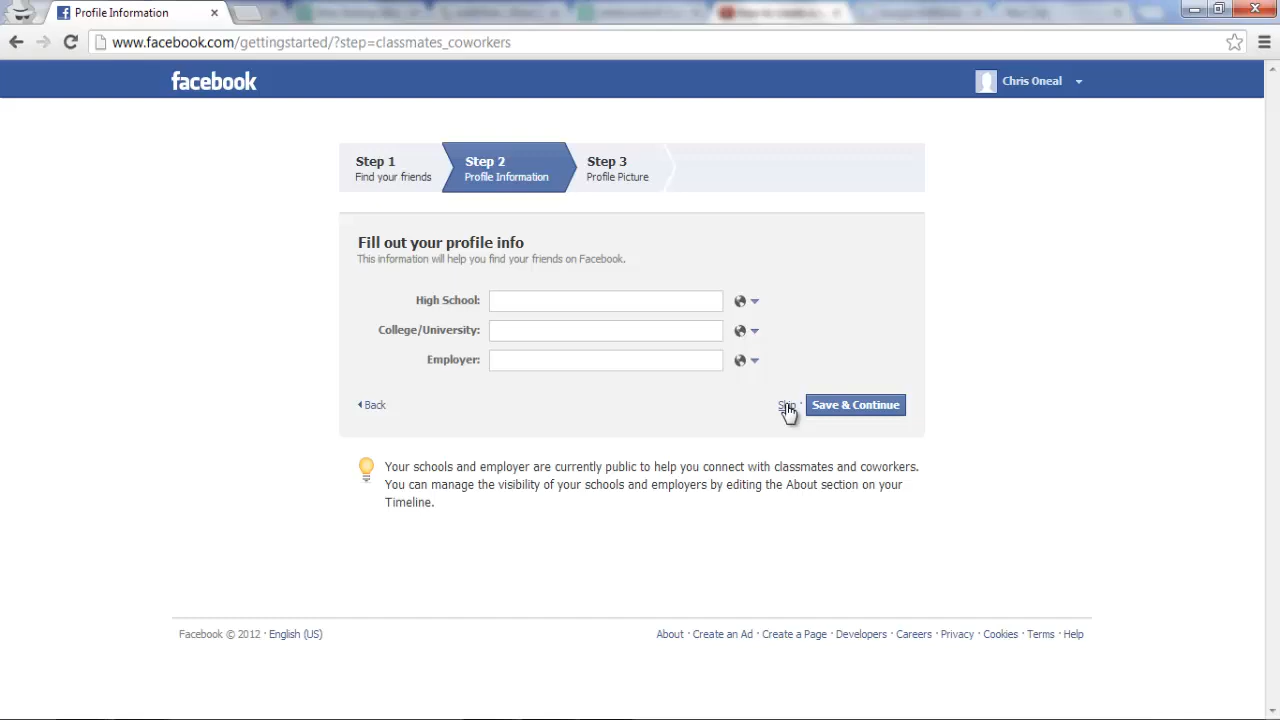 Profile Information
www.facebook.com/gettingstarted/?step=classmates_coworkers
facebook
Chris Oneal
Step 1
Find your friends
Step 2
Profile Information
Step 3
Profile Picture
Fill out your profile info
This information will help you find your friends on Facebook.
High School:
College/University:
Employer:
Back
Skip · Save & Continue
Your schools and employer are currently public to help you connect with classmates and coworkers.
You can manage the visibility of your schools and employers by editing the About section on your
Timeline.
Facebook © 2012 · English (US)
About · Create an Ad · Create a Page · Developers · Careers · Privacy · Cookies · Terms · Help